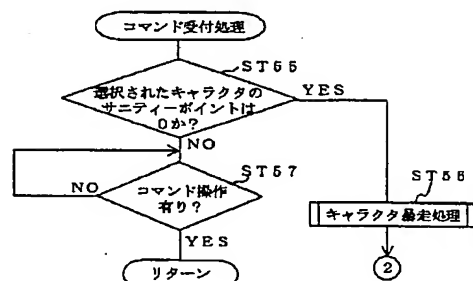 コマンド受付処理
ST55
選択されたキャラクタの
サニティーポイントは
0か?
YES
NO
ST57
NO
コマンド操作
有り?
ST56
キャラクタ暴走処理
YES
リターン
2